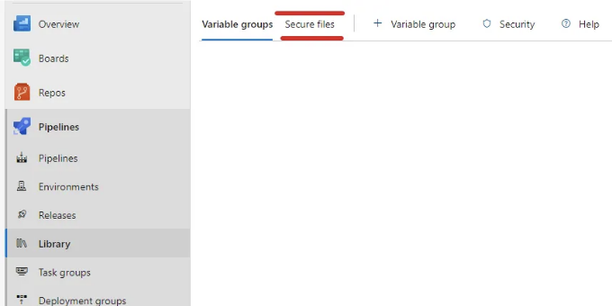 Overview
Boards
Repos
Pipelines
Pipelines
Environments
Releases
Library
Task groups
Deployment groups
Variable groups Secure files + Variable group Security Help